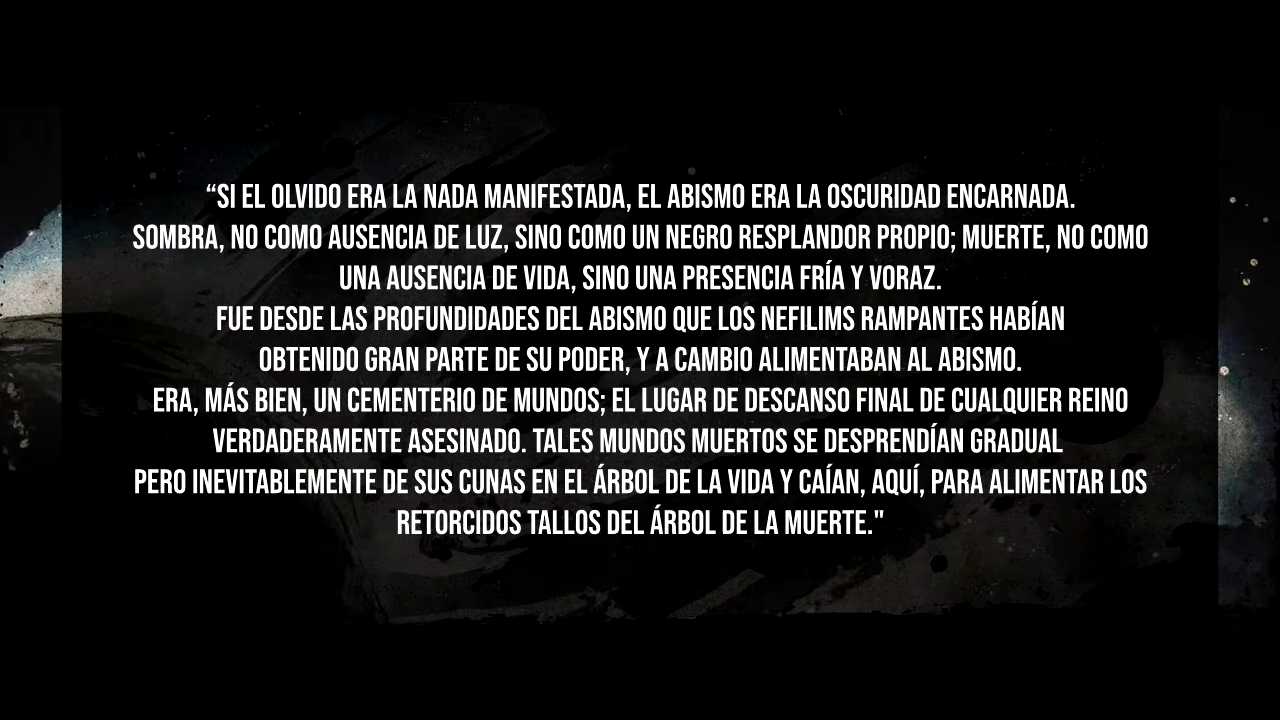 “SI EL OLVIDO ERA LA NADA MANIFESTADA, EL ABISMO ERA LA OSCURIDAD ENCARNADA.
SOMBRA, NO COMO AUSENCIA DE LUZ, SINO COMO UN NEGRO RESPLANDOR PROPIO; MUERTE, NO COMO
UNA AUSENCIA DE VIDA, SINO UNA PRESENCIA FRÍA Y VORAZ.
FUE DESDE LAS PROFUNDIDADES DEL ABISMO QUE LOS NEFILIMS RAMPANTES HABÍAN
OBTENIDO GRAN PARTE DE SU PODER, Y A CAMBIO ALIMENTABAN AL ABISMO.
ERA, MÁS BIEN, UN CEMENTERIO DE MUNDOS; EL LUGAR DE DESCANSO FINAL DE CUALQUIER REINO
VERDADERAMENTE ASESINADO. TALES MUNDOS MUERTOS SE DESPRENDÍAN GRADUAL
PERO INEVITABLEMENTE DE SUS CUNAS EN EL ÁRBOL DE LA VIDA Y CAÍAN, AQUÍ, PARA ALIMENTAR LOS
RETORCIDOS TALLOS DEL ÁRBOL DE LA MUERTE."